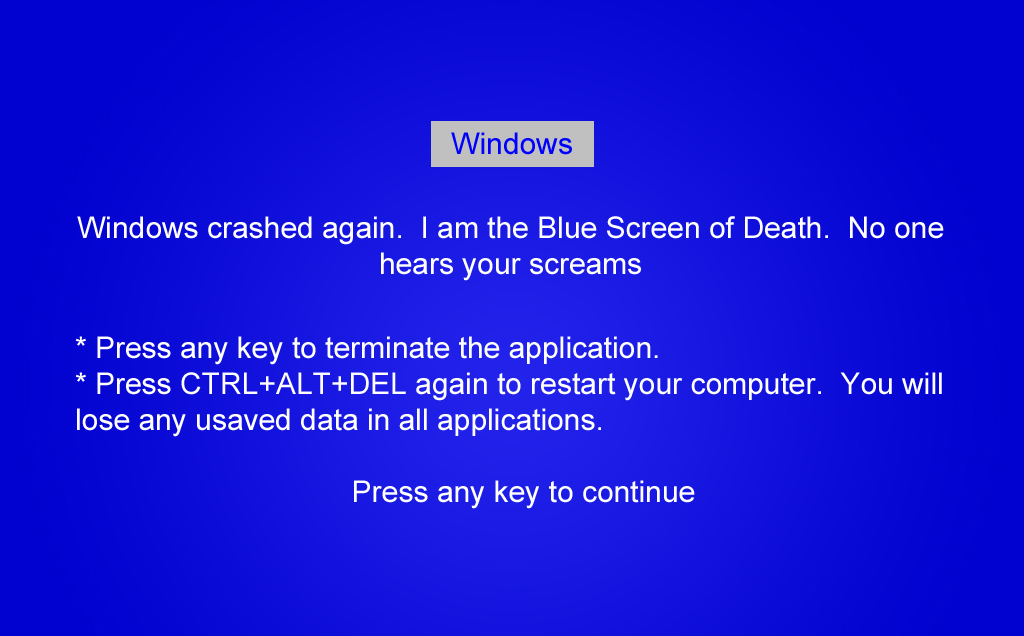 Windows
Windows crashed again.  I am the Blue Screen of Death.  No one
hears your screams
* Press any key to terminate the application.
* Press CTRL+ALT+DEL again to restart your computer.  You will
lose any usaved data in all applications.
Press any key to continue